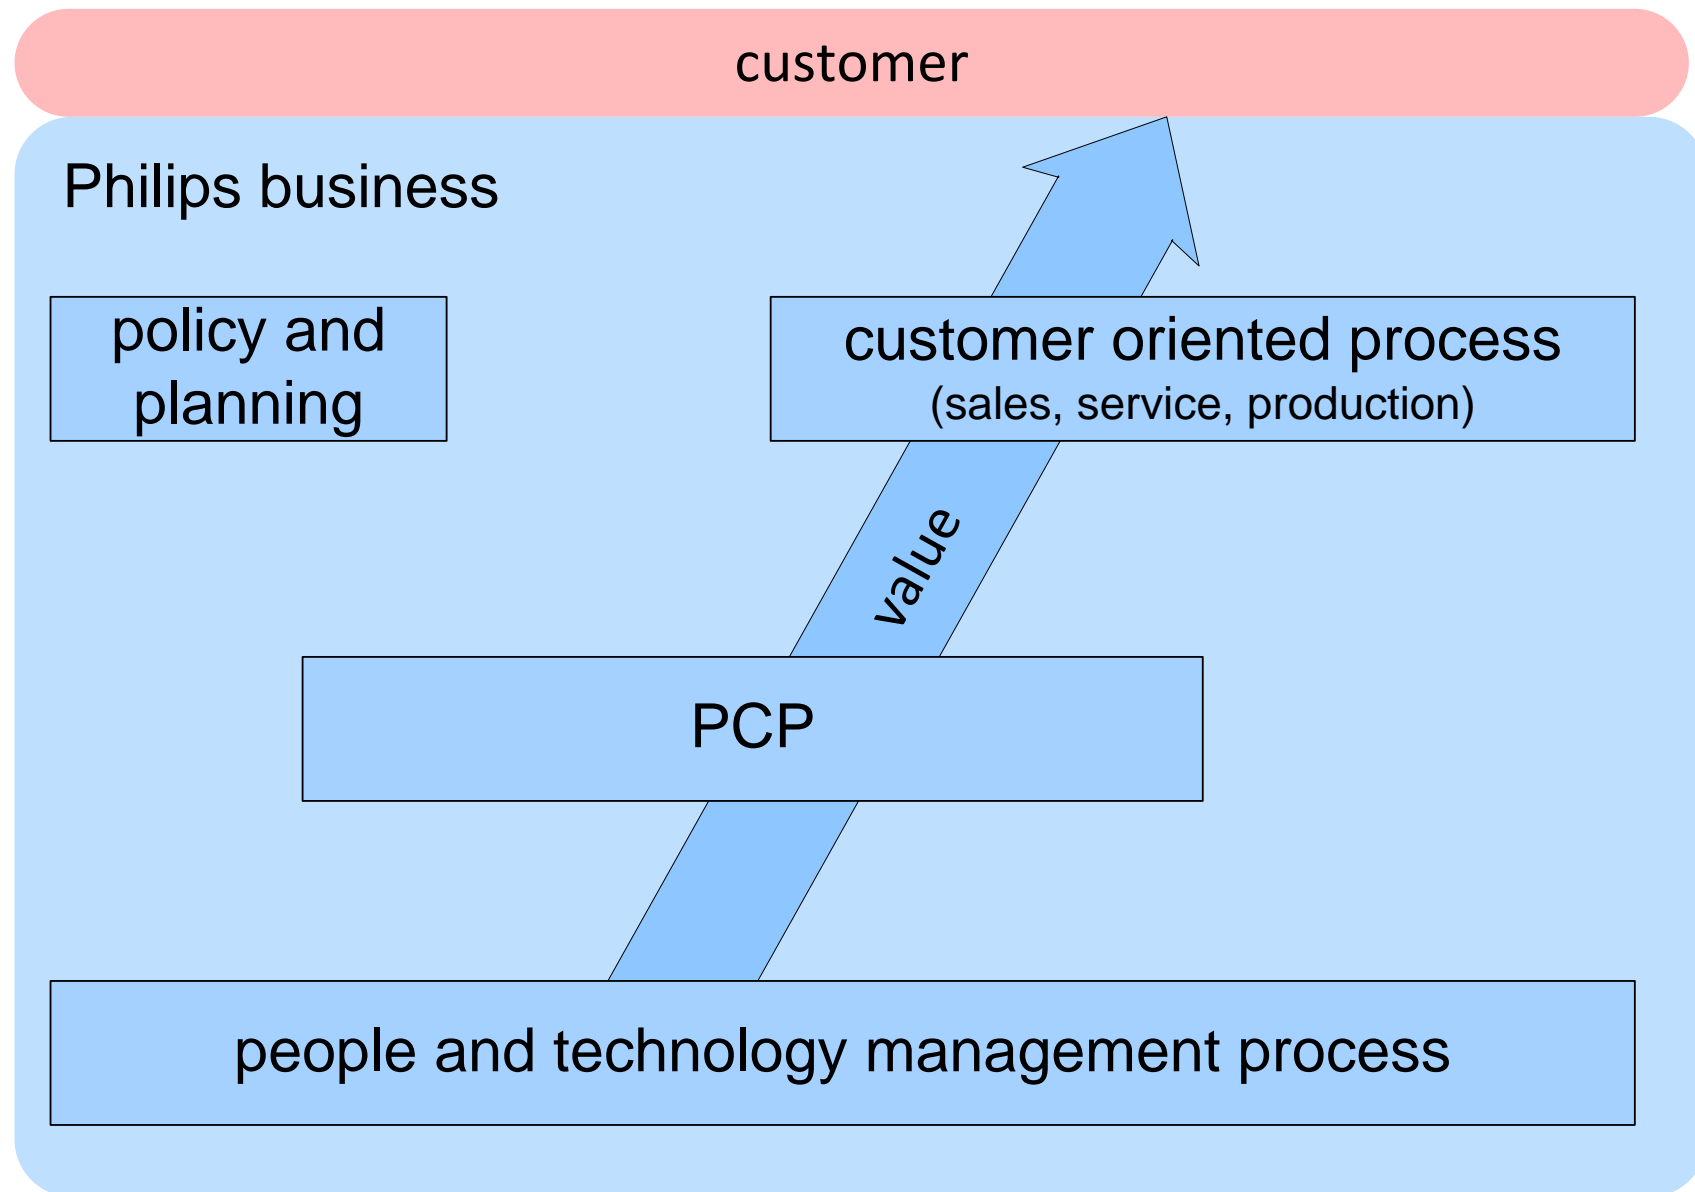 customer
Philips business
policy and
planning
customer oriented process
(sales, service, production)
value
PCP
people and technology management process